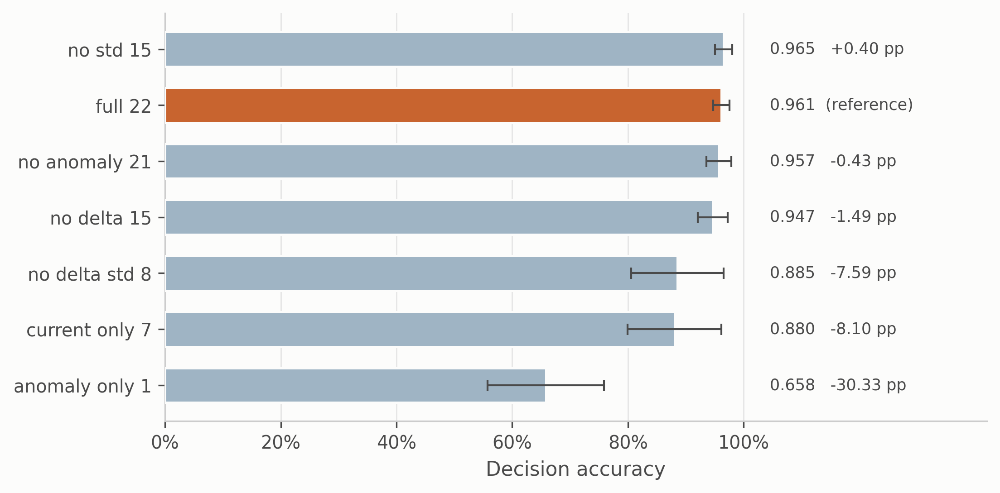 no std 15 0.965 +0.40 pp
full 22 0.961 (reference)
no anomaly 21 0.957 -0.43 pp
no delta 15 0.947 -1.49 pp
no delta std 8 0.885 -7.59 pp
current only 7 0.880 -8.10 pp
anomaly only 1 0.658 -30.33 pp
0% 20% 40% 60% 80% 100%
Decision accuracy